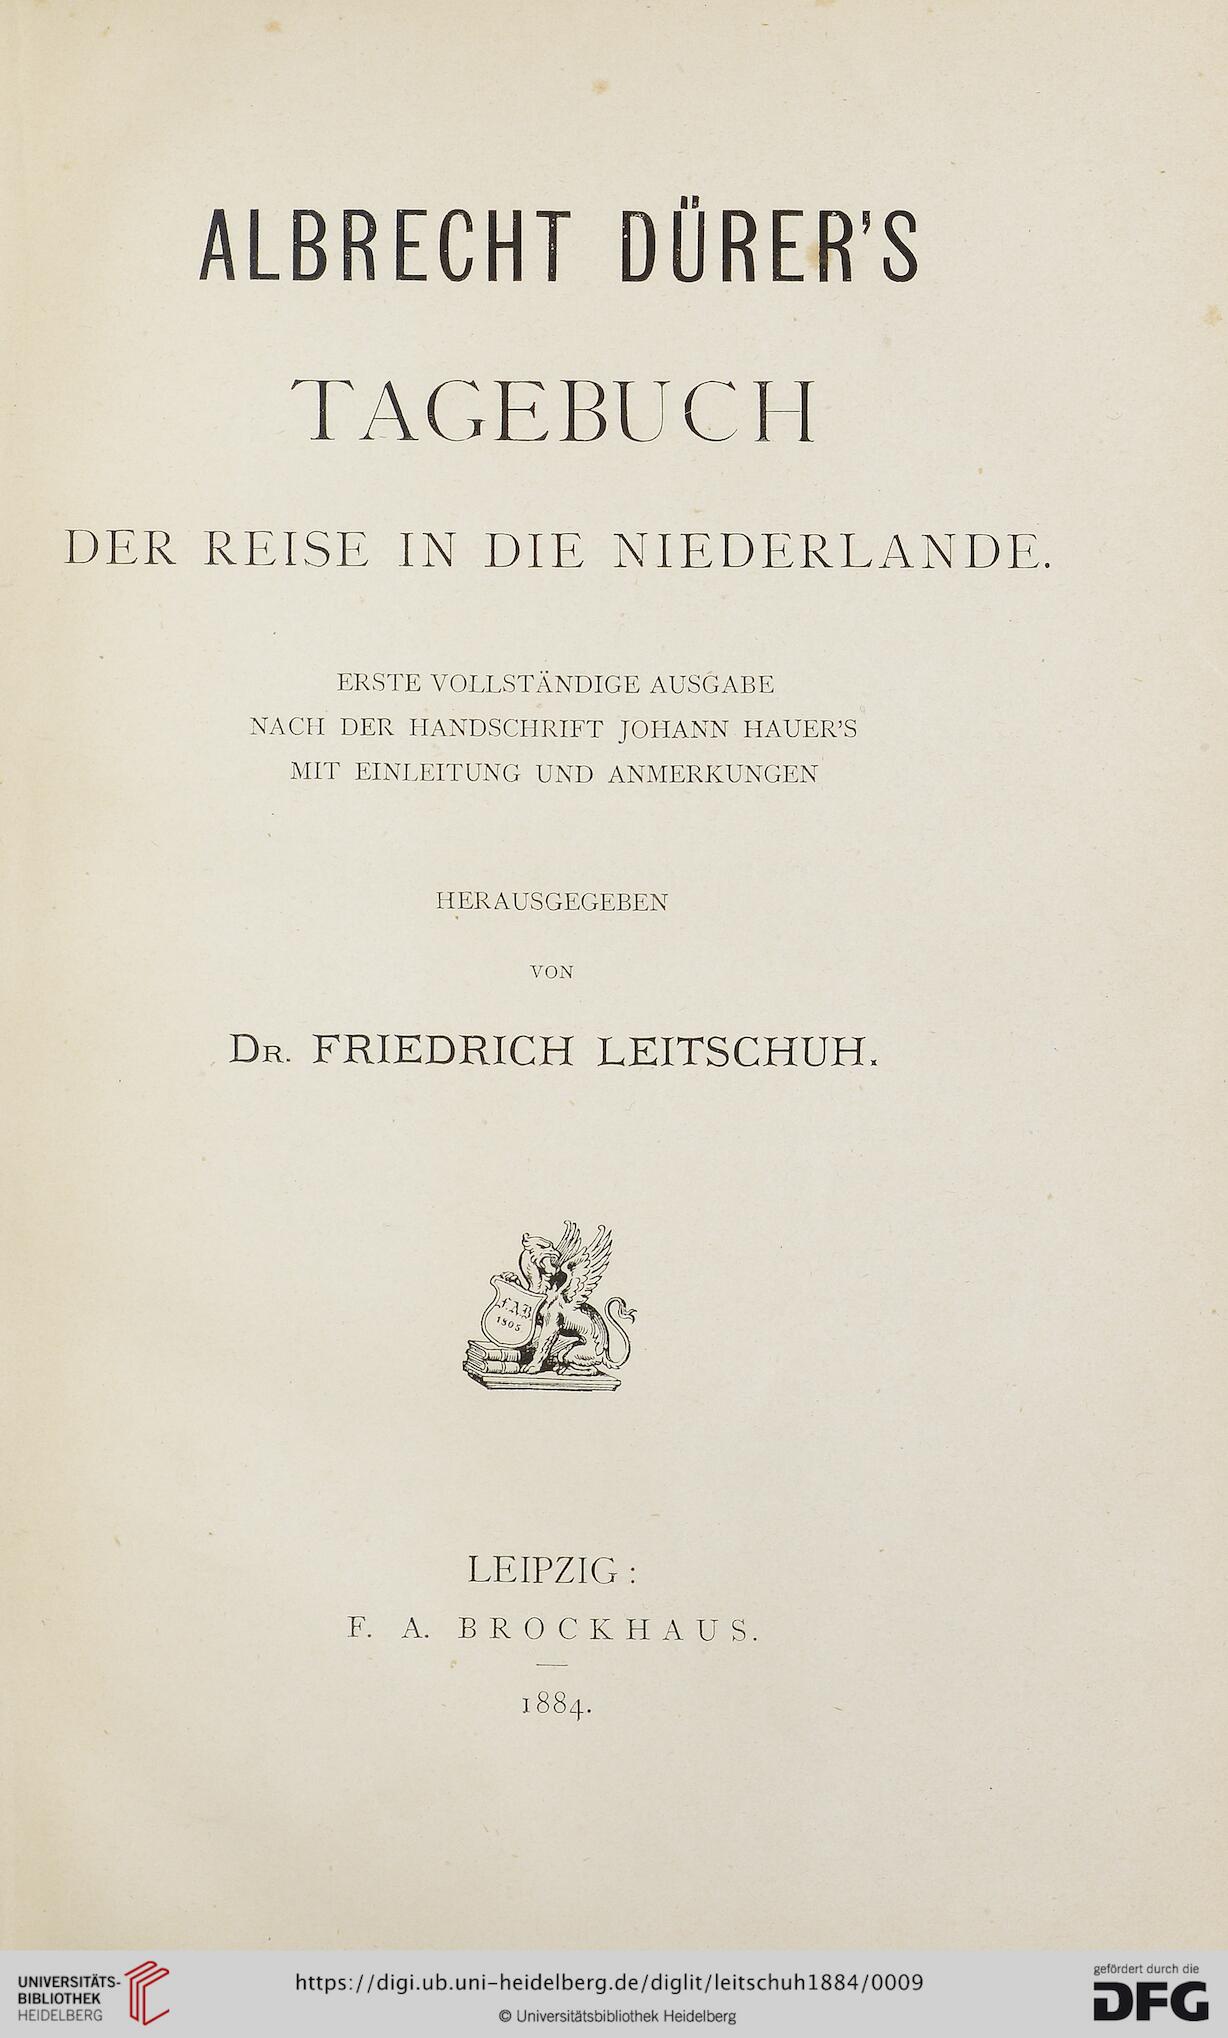 ALBRECHT DÜRER'S
TAGEBUCH
DER REISE IN DIE NIEDERLANDE.
ERSTE VOLLSTÄNDIGE AUSGABE
NACH DER HANDSCHRIFT JOHANN HAUER'S
MIT EINLEITUNG UND ANMERKUNGEN
HERAUSGEGEBEN
VON
DR. FRIEDRICH LEITSCHUH.
F.A.B
1805
LEIPZIG:
F. A. BROCKHAUS.
1884.
UNIVERSITÄTS-
BIBLIOTHEK
HEIDELBERG
https://digi.ub.uni-heidelberg.de/diglit/leitschuh1884/0009
© Universitätsbibliothek Heidelberg
gefördert durch die
DFG